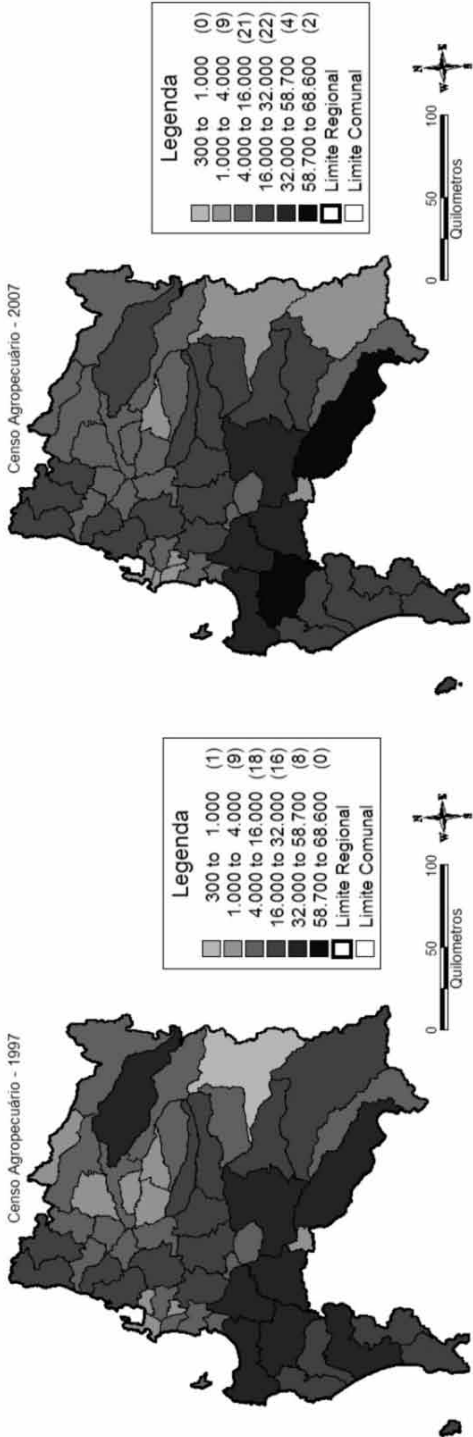 Censo Agropecuário - 1997
Legenda
300 to 1.000 (1)
1.000 to 4.000 (9)
4.000 to 16.000 (18)
16.000 to 32.000 (16)
32.000 to 58.700 (8)
58.700 to 68.600 (0)
Limite Regional
Limite Comunal
N
W
E
S
0 50 100
Quilometros
Censo Agropecuário - 2007
Legenda
300 to 1.000 (0)
1.000 to 4.000 (9)
4.000 to 16.000 (21)
16.000 to 32.000 (22)
32.000 to 58.700 (4)
58.700 to 68.600 (2)
Limite Regional
Limite Comunal
N
W
E
S
0 50 100
Quilometros